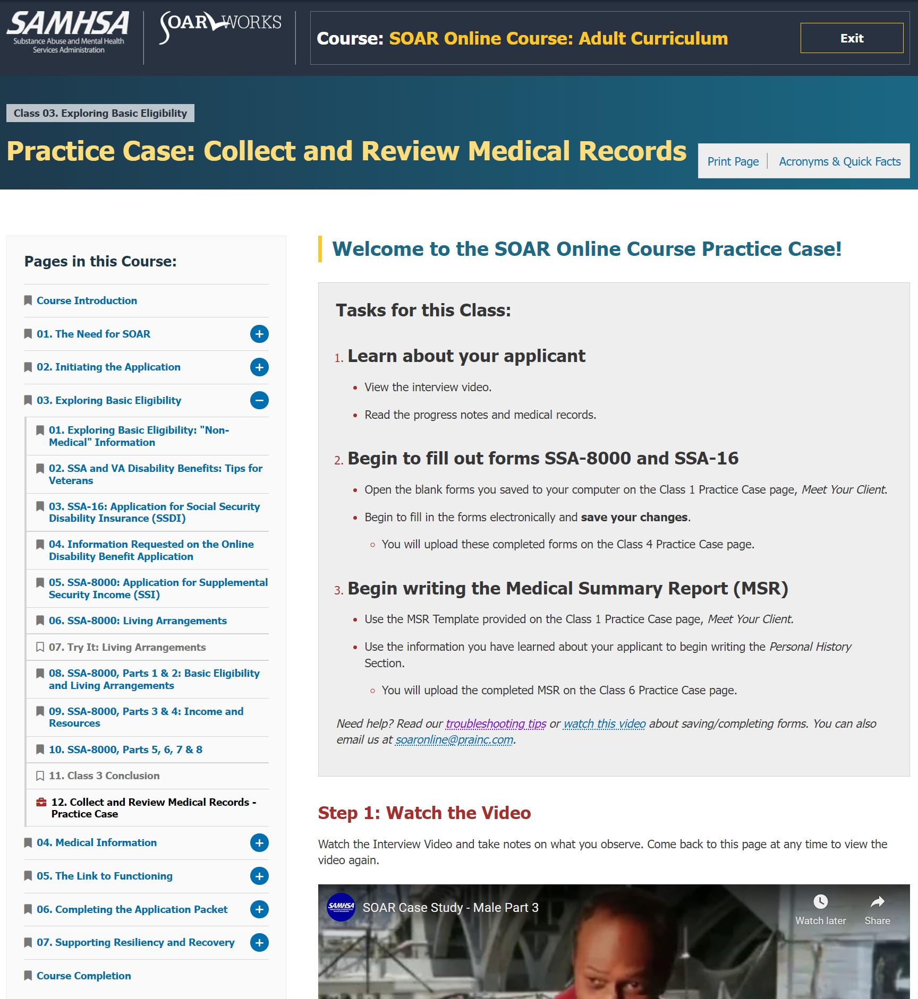 SAMHSA
Substance Abuse and Mental Health
Services Administration
SOAR WORKS
Course: SOAR Online Course: Adult Curriculum
Exit
Class 03. Exploring Basic Eligibility
Practice Case: Collect and Review Medical Records
Print Page
Acronyms & Quick Facts
Pages in this Course:
Course Introduction
01. The Need for SOAR
02. Initiating the Application
03. Exploring Basic Eligibility
01. Exploring Basic Eligibility: "Non-
Medical" Information
02. SSA and VA Disability Benefits: Tips for
Veterans
03. SSA-16: Application for Social Security
Disability Insurance (SSDI)
04. Information Requested on the Online
Disability Benefit Application
05. SSA-8000: Application for Supplemental
Security Income (SSI)
06. SSA-8000: Living Arrangements
07. Try It: Living Arrangements
08. SSA-8000, Parts 1 & 2: Basic Eligibility
and Living Arrangements
09. SSA-8000, Parts 3 & 4: Income and
Resources
10. SSA-8000, Parts 5, 6, 7 & 8
11. Class 3 Conclusion
12. Collect and Review Medical Records -
Practice Case
04. Medical Information
05. The Link to Functioning
06. Completing the Application Packet
07. Supporting Resiliency and Recovery
Course Completion
Welcome to the SOAR Online Course Practice Case!
Tasks for this Class:
1. Learn about your applicant
• View the interview video.
• Read the progress notes and medical records.
2. Begin to fill out forms SSA-8000 and SSA-16
• Open the blank forms you saved to your computer on the Class 1 Practice Case page, Meet Your Client.
• Begin to fill in the forms electronically and save your changes.
◦ You will upload these completed forms on the Class 4 Practice Case page.
3. Begin writing the Medical Summary Report (MSR)
• Use the MSR Template provided on the Class 1 Practice Case page, Meet Your Client.
• Use the information you have learned about your applicant to begin writing the Personal History
Section.
◦ You will upload the completed MSR on the Class 6 Practice Case page.
Need help? Read our troubleshooting tips or watch this video about saving/completing forms. You can also
email us at soaronline@prainc.com.
Step 1: Watch the Video
Watch the Interview Video and take notes on what you observe. Come back to this page at any time to view the
video again.
SAMHSA
SOAR Case Study - Male Part 3
Watch later
Share